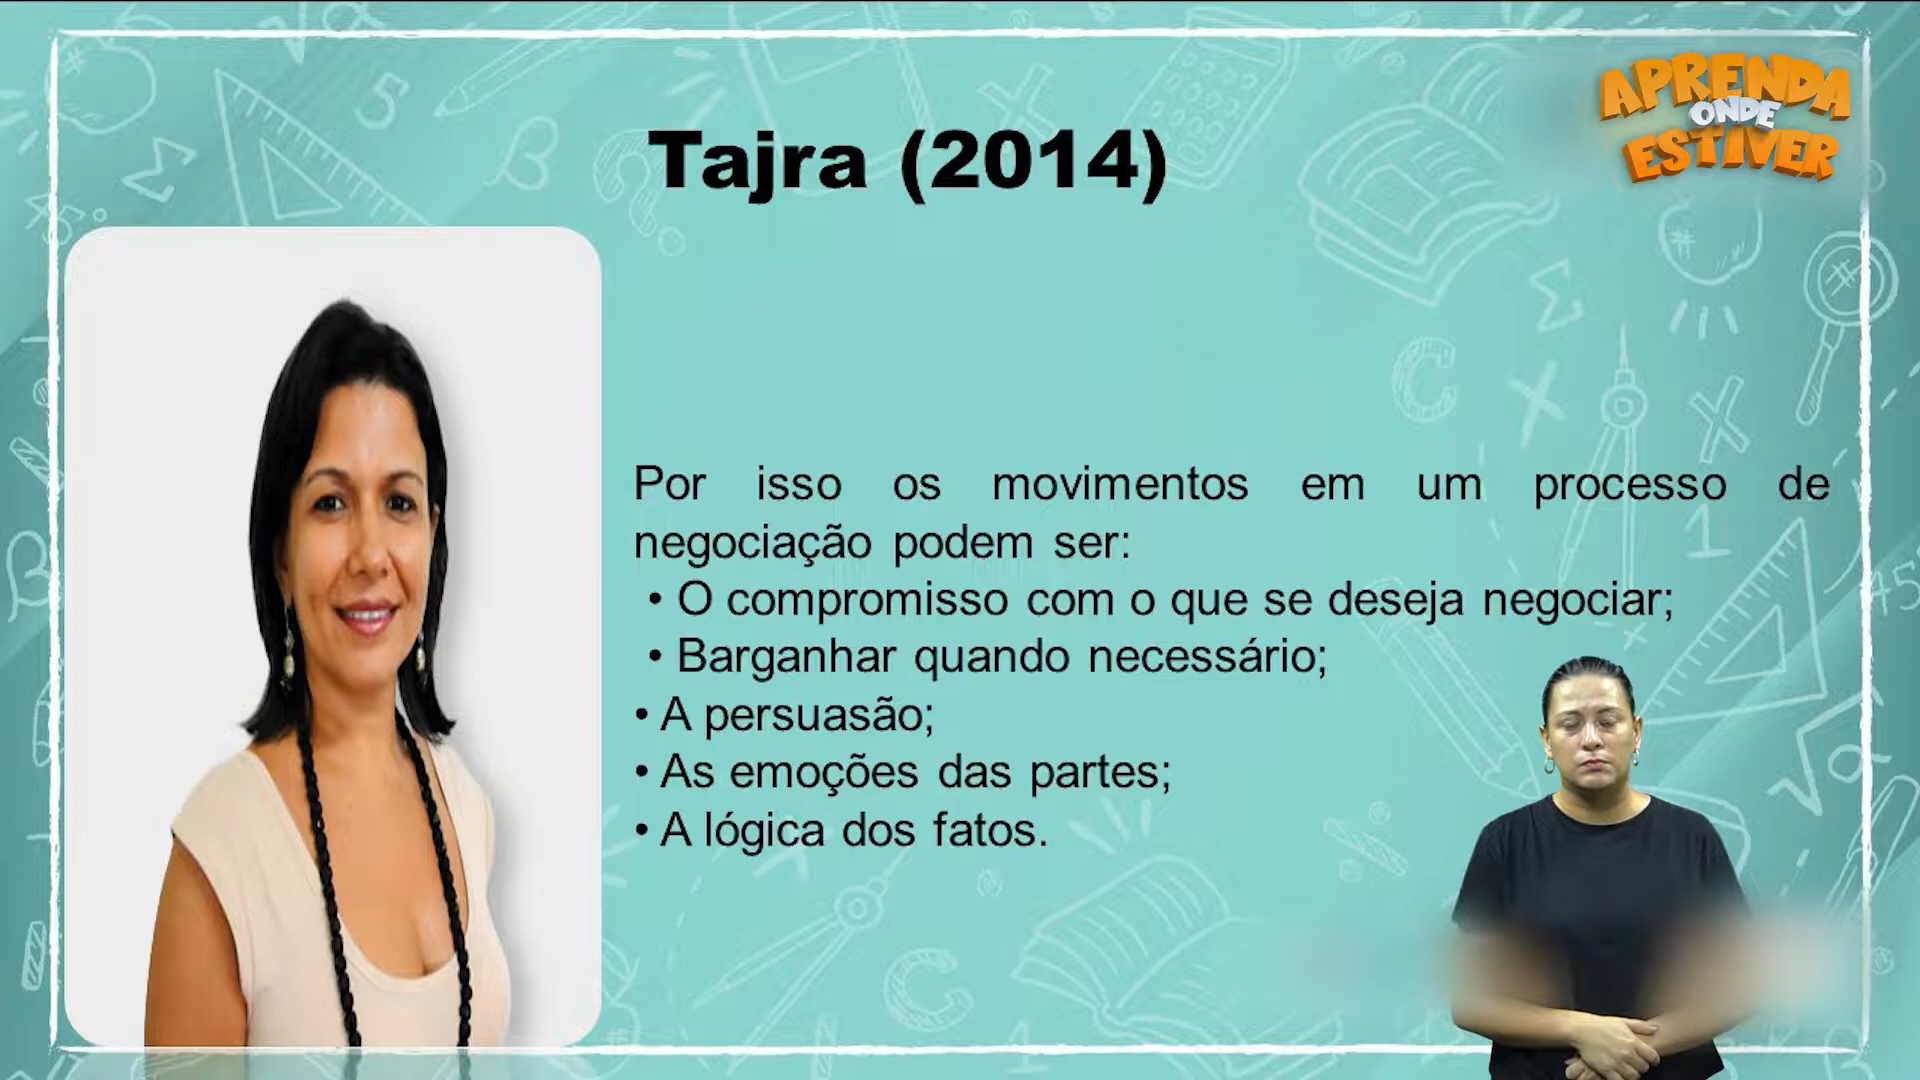 APRENDA
ONDE
ESTIVER
Tajra (2014)
Por isso os movimentos em um processo de
negociação podem ser:
• O compromisso com o que se deseja negociar;
• Barganhar quando necessário;
• A persuasão;
• As emoções das partes;
• A lógica dos fatos.